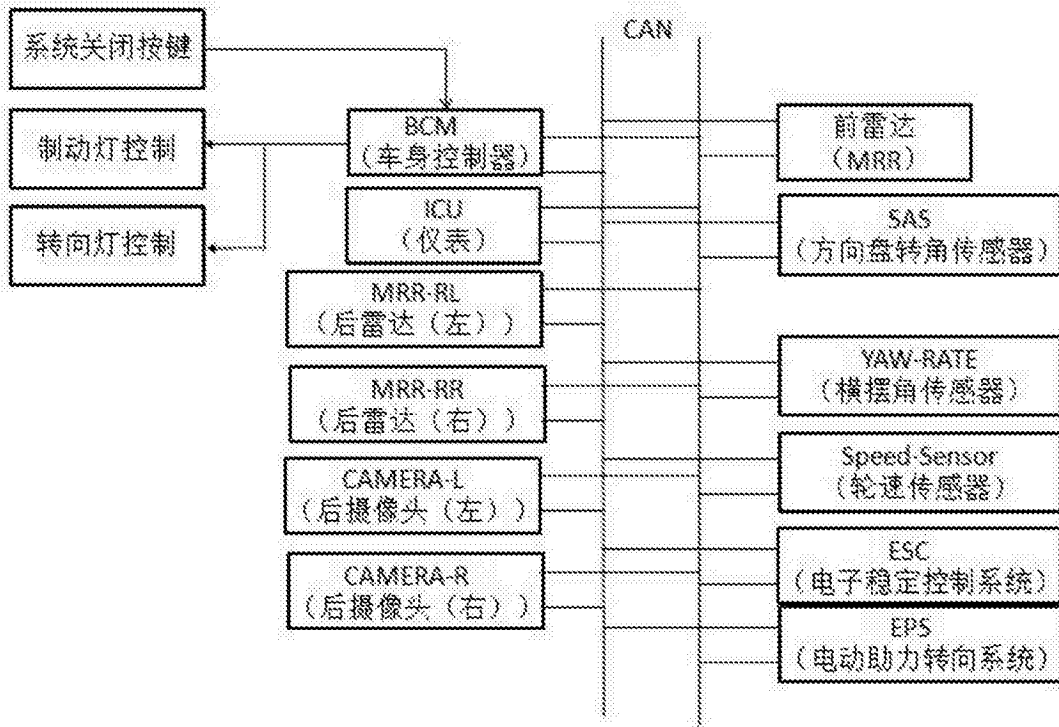 CAN
系统关闭按键
制动灯控制
转向灯控制
BCM
（车身控制器）
ICU
（仪表）
MRR-RL
（后雷达（左））
MRR-RR
（后雷达（右））
CAMERA-L
（后摄像头（左））
CAMERA-R
（后摄像头（右））
前雷达
（MRR）
SAS
（方向盘转角传感器）
YAW-RATE
（横摆角传感器）
Speed-Sensor
（轮速传感器）
ESC
（电子稳定控制系统）
EPS
（电动助力转向系统）